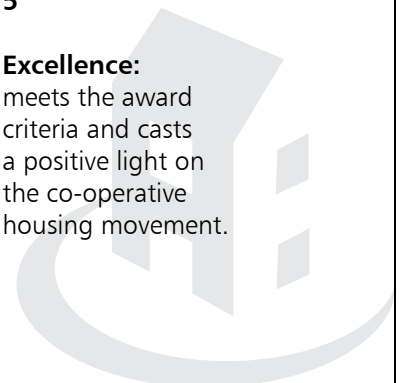 5
Excellence:
meets the award
criteria and casts
a positive light on
the co-operative
housing movement.